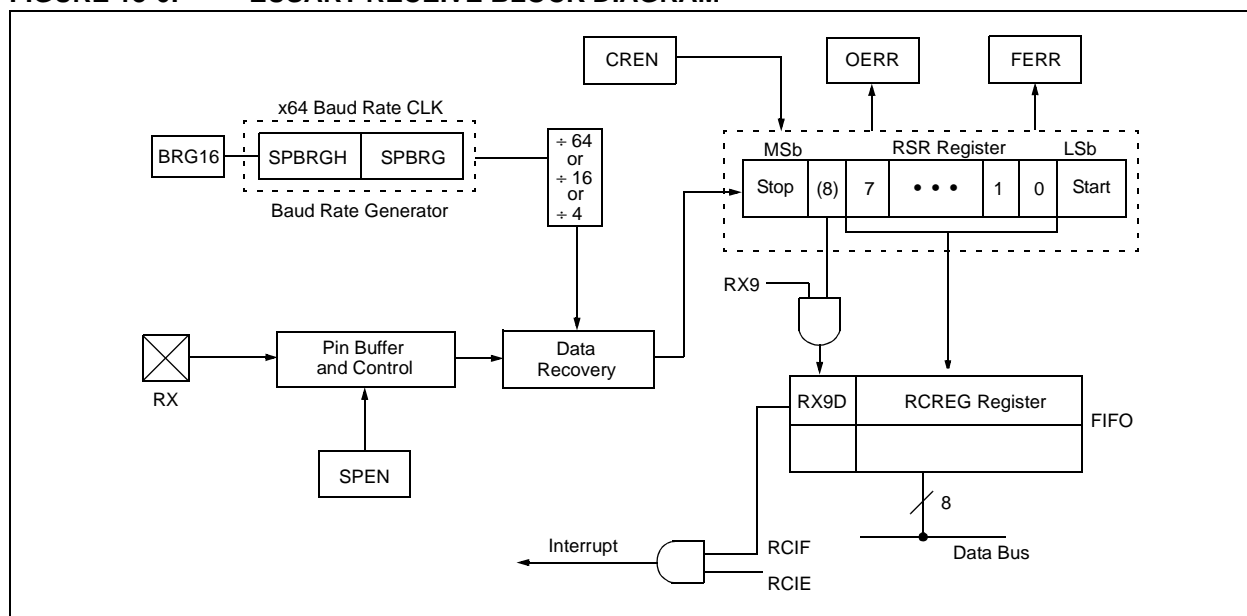 CREN
OERR
FERR
x64 Baud Rate CLK
BRG16
SPBRGH
SPBRG
Baud Rate Generator
÷ 64
or
÷ 16
or
÷ 4
MSb
RSR Register
LSb
Stop
(8)
7
• • •
1
0
Start
RX9
RX
Pin Buffer
and Control
Data
Recovery
SPEN
RX9D
RCREG Register
FIFO
8
Data Bus
Interrupt
RCIF
RCIE